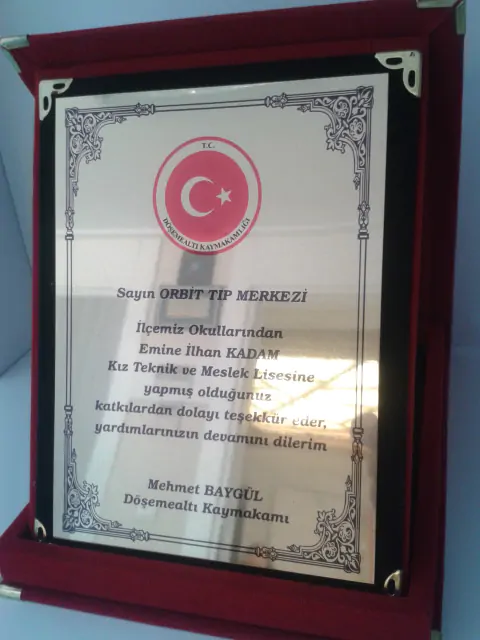 T.C.
DÖŞEMEALTI KAYMAKAMLIĞI
Sayın ORBİT TIP MERKEZİ
İlçemiz Okullarından
Emine İlhan KADAM
Kız Teknik ve Meslek Lisesine
yapmış olduğunuz
katkılardan dolayı teşekkür eder,
yardımlarınızın devamını dilerim
Mehmet BAYGÜL
Döşemealtı Kaymakamı